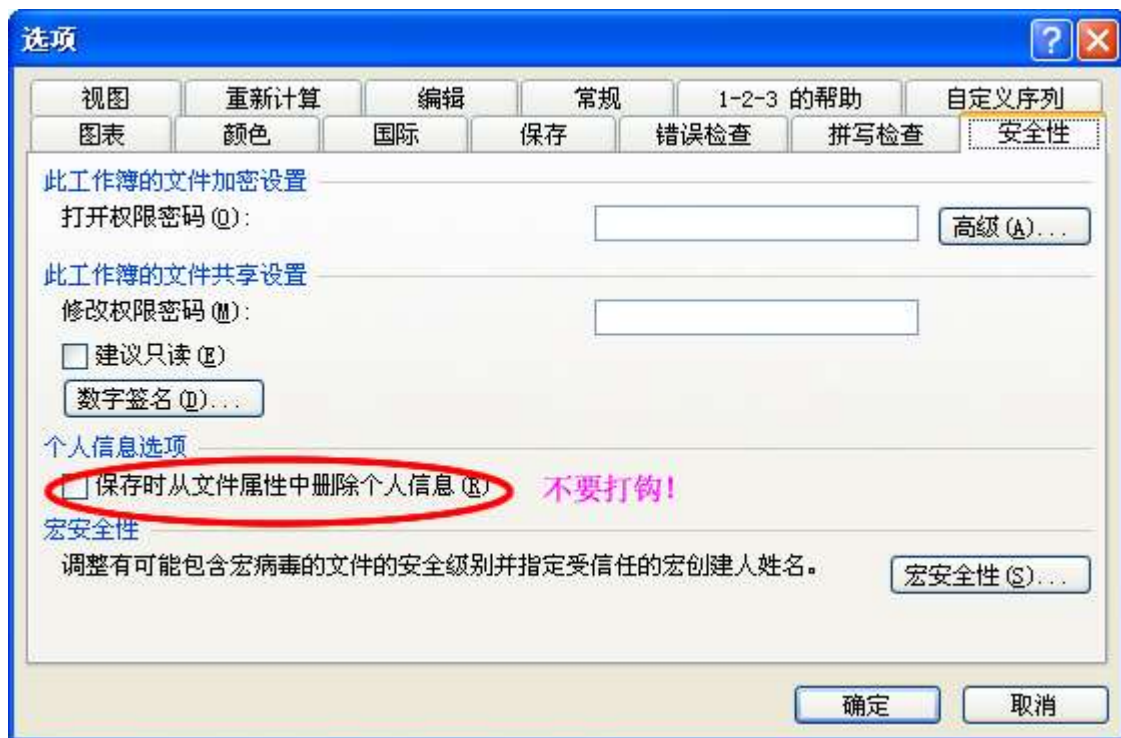 选项
视图 重新计算 编辑 常规 1-2-3 的帮助 自定义序列
图表 颜色 国际 保存 错误检查 拼写检查 安全性
此工作簿的文件加密设置
打开权限密码(O): 高级(A)...
此工作簿的文件共享设置
修改权限密码(M):
建议只读(E)
数字签名(D)...
个人信息选项
保存时从文件属性中删除个人信息(R) 不要打钩!
宏安全性
调整有可能包含宏病毒的文件的安全级别并指定受信任的宏创建人姓名。 宏安全性(S)...
确定 取消